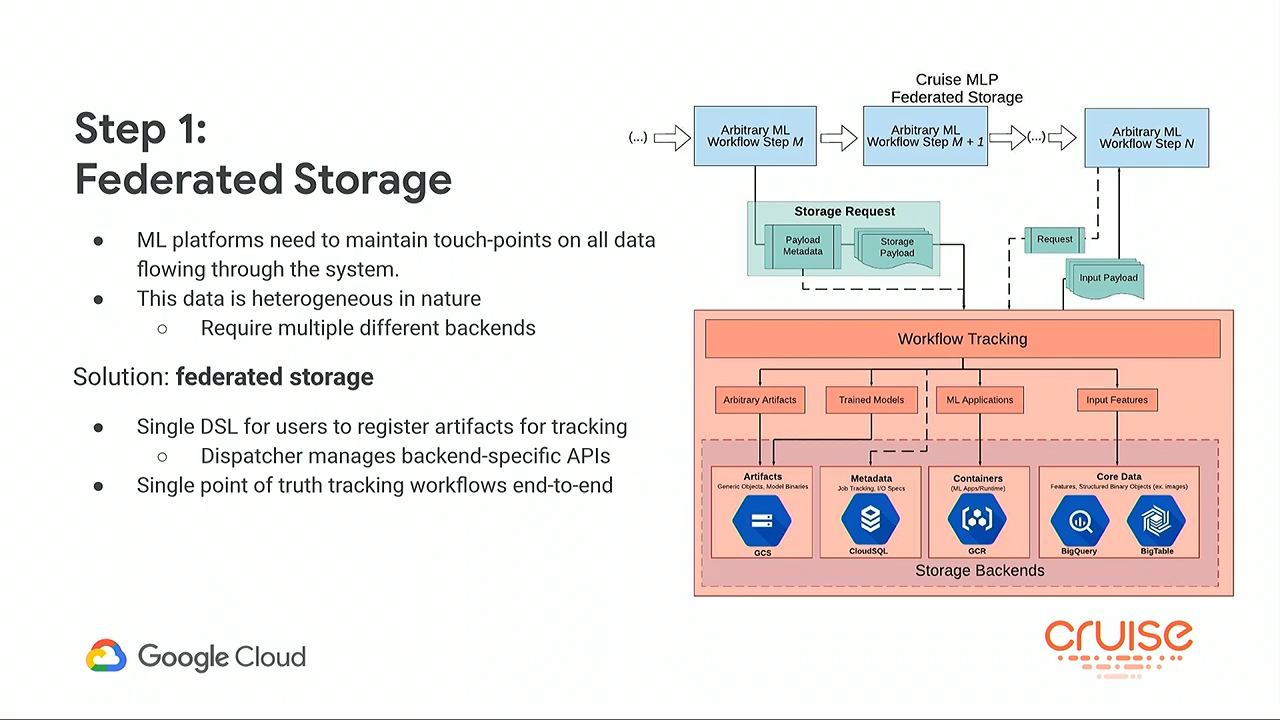 Step 1:
Federated Storage
● ML platforms need to maintain touch-points on all data
flowing through the system.
● This data is heterogeneous in nature
○ Require multiple different backends
Solution: federated storage
● Single DSL for users to register artifacts for tracking
○ Dispatcher manages backend-specific APIs
● Single point of truth tracking workflows end-to-end
Cruise MLP
Federated Storage
(...)
Arbitrary ML
Workflow Step M
Arbitrary ML
Workflow Step M + 1
(...)
Arbitrary ML
Workflow Step N
Storage Request
Payload
Metadata
Storage
Payload
Request
Input Payload
Workflow Tracking
Arbitrary Artifacts
Trained Models
ML Applications
Input Features
Artifacts
Generic Objects, Model Binaries
GCS
Metadata
Job Tracking, I/O Specs
CloudSQL
Containers
(ML Apps/Runtime)
GCR
Core Data
Features, Structured Binary Objects (ex. images)
BigQuery
BigTable
Storage Backends
Google Cloud
cruise